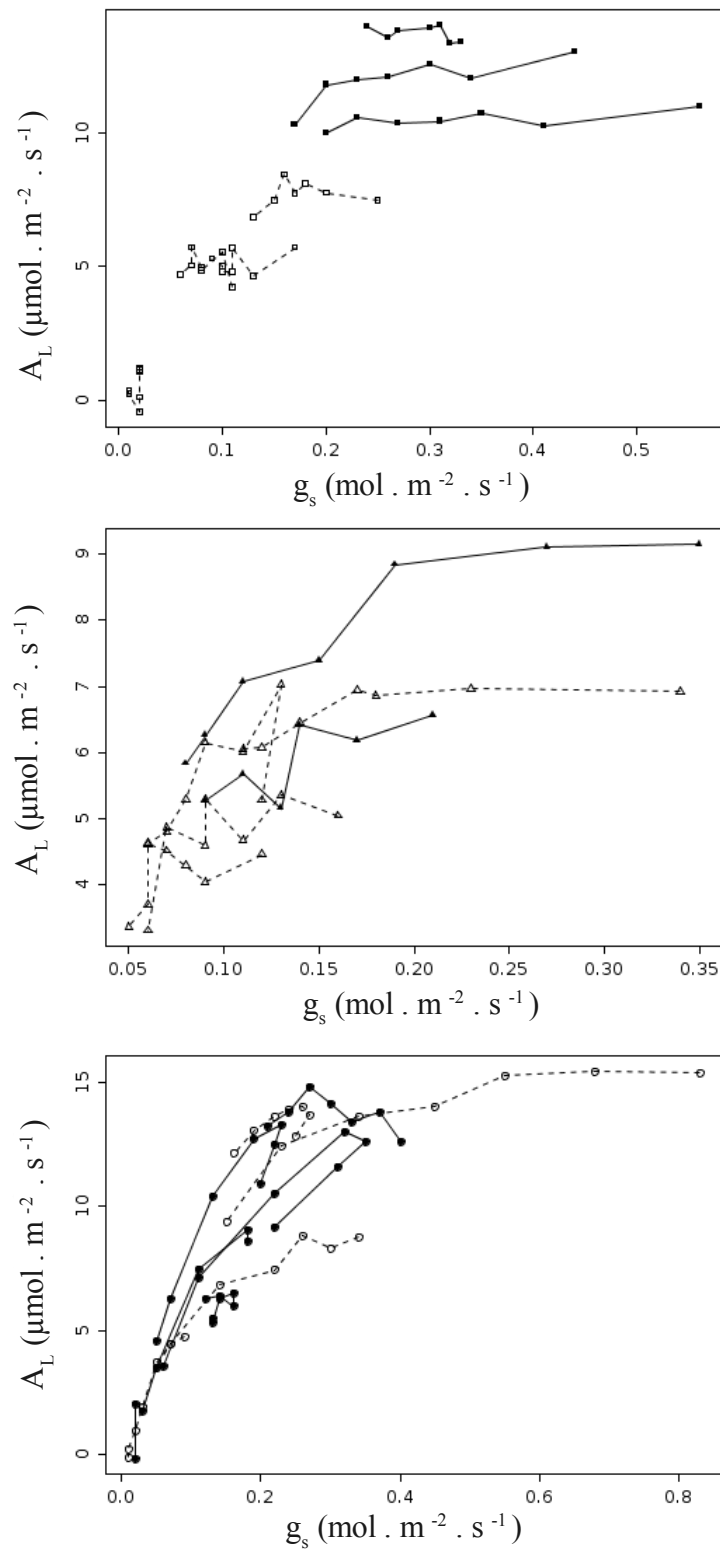 10
5
0
A_L (µmol . m⁻² . s⁻¹)
0.0 0.1 0.2 0.3 0.4 0.5
g_s (mol . m⁻² . s⁻¹)
9
8
7
6
5
4
A_L (µmol . m⁻² . s⁻¹)
0.05 0.10 0.15 0.20 0.25 0.30 0.35
g_s (mol . m⁻² . s⁻¹)
15
10
5
0
A_L (µmol . m⁻² . s⁻¹)
0.0 0.2 0.4 0.6 0.8
g_s (mol . m⁻² . s⁻¹)